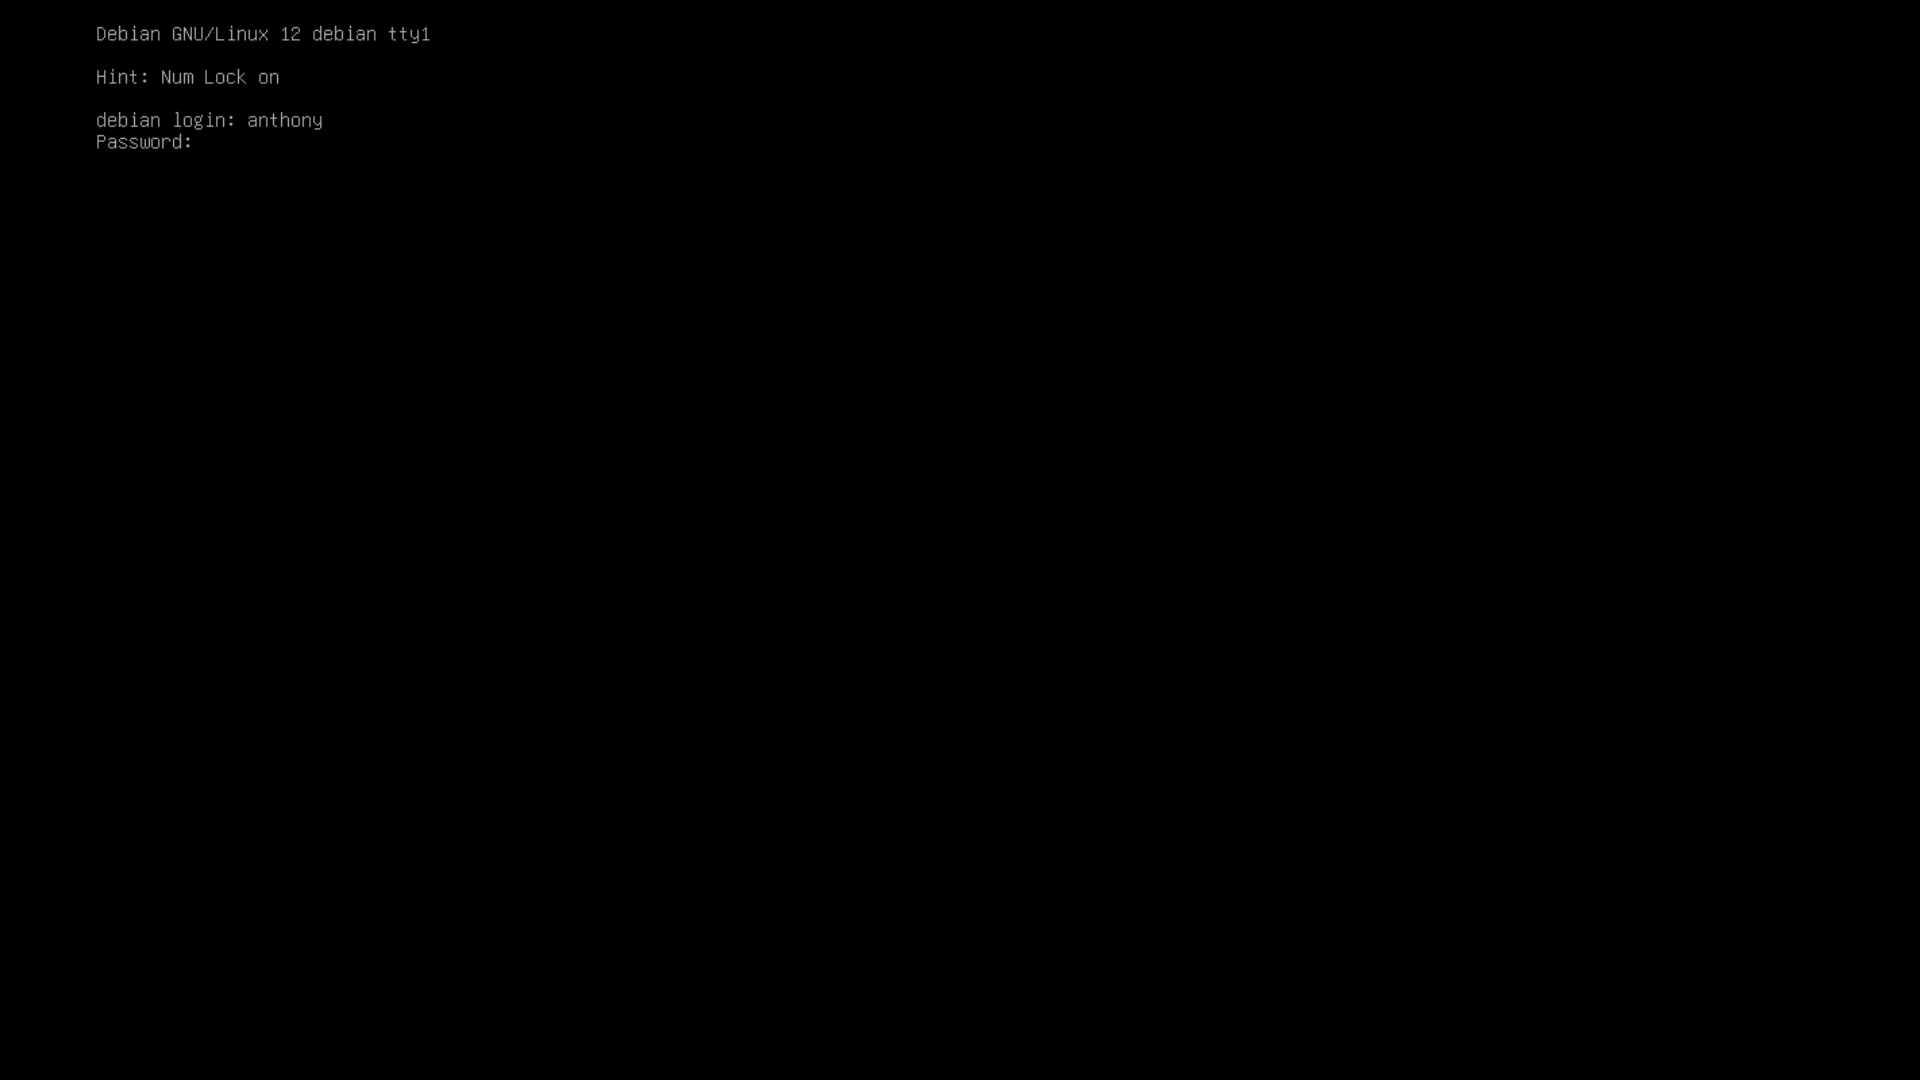 Debian GNU/Linux 12 debian tty1
Hint: Num Lock on
debian login: anthony
Password: